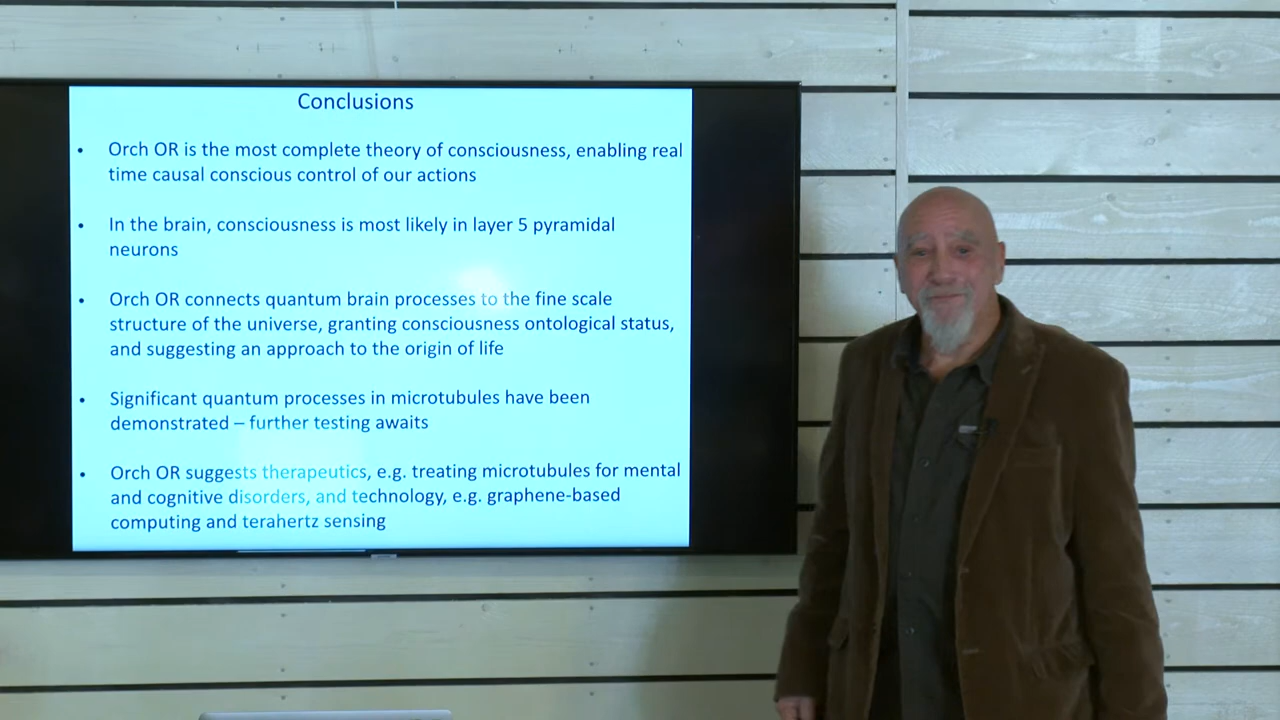 Conclusions
• Orch OR is the most complete theory of consciousness, enabling real
time causal conscious control of our actions
• In the brain, consciousness is most likely in layer 5 pyramidal
neurons
• Orch OR connects quantum brain processes to the fine scale
structure of the universe, granting consciousness ontological status,
and suggesting an approach to the origin of life
• Significant quantum processes in microtubules have been
demonstrated – further testing awaits
• Orch OR suggests therapeutics, e.g. treating microtubules for mental
and cognitive disorders, and technology, e.g. graphene-based
computing and terahertz sensing